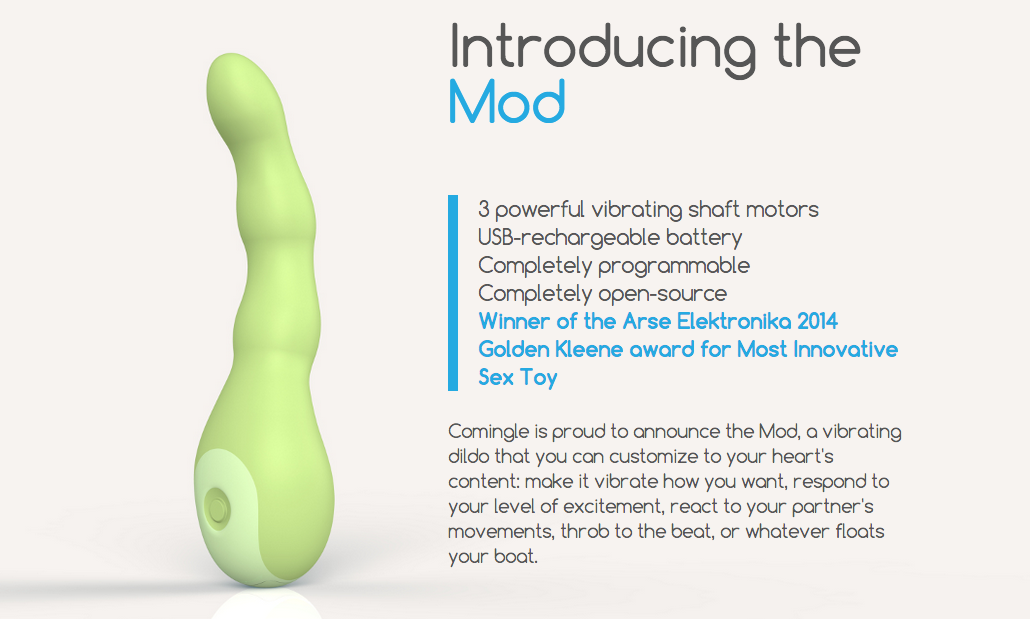 Introducing the
Mod
3 powerful vibrating shaft motors
USB-rechargeable battery
Completely programmable
Completely open-source
Winner of the Arse Elektronika 2014
Golden Kleene award for Most Innovative
Sex Toy
Comingle is proud to announce the Mod, a vibrating
dildo that you can customize to your heart's
content: make it vibrate how you want, respond to
your level of excitement, react to your partner's
movements, throb to the beat, or whatever floats
your boat.